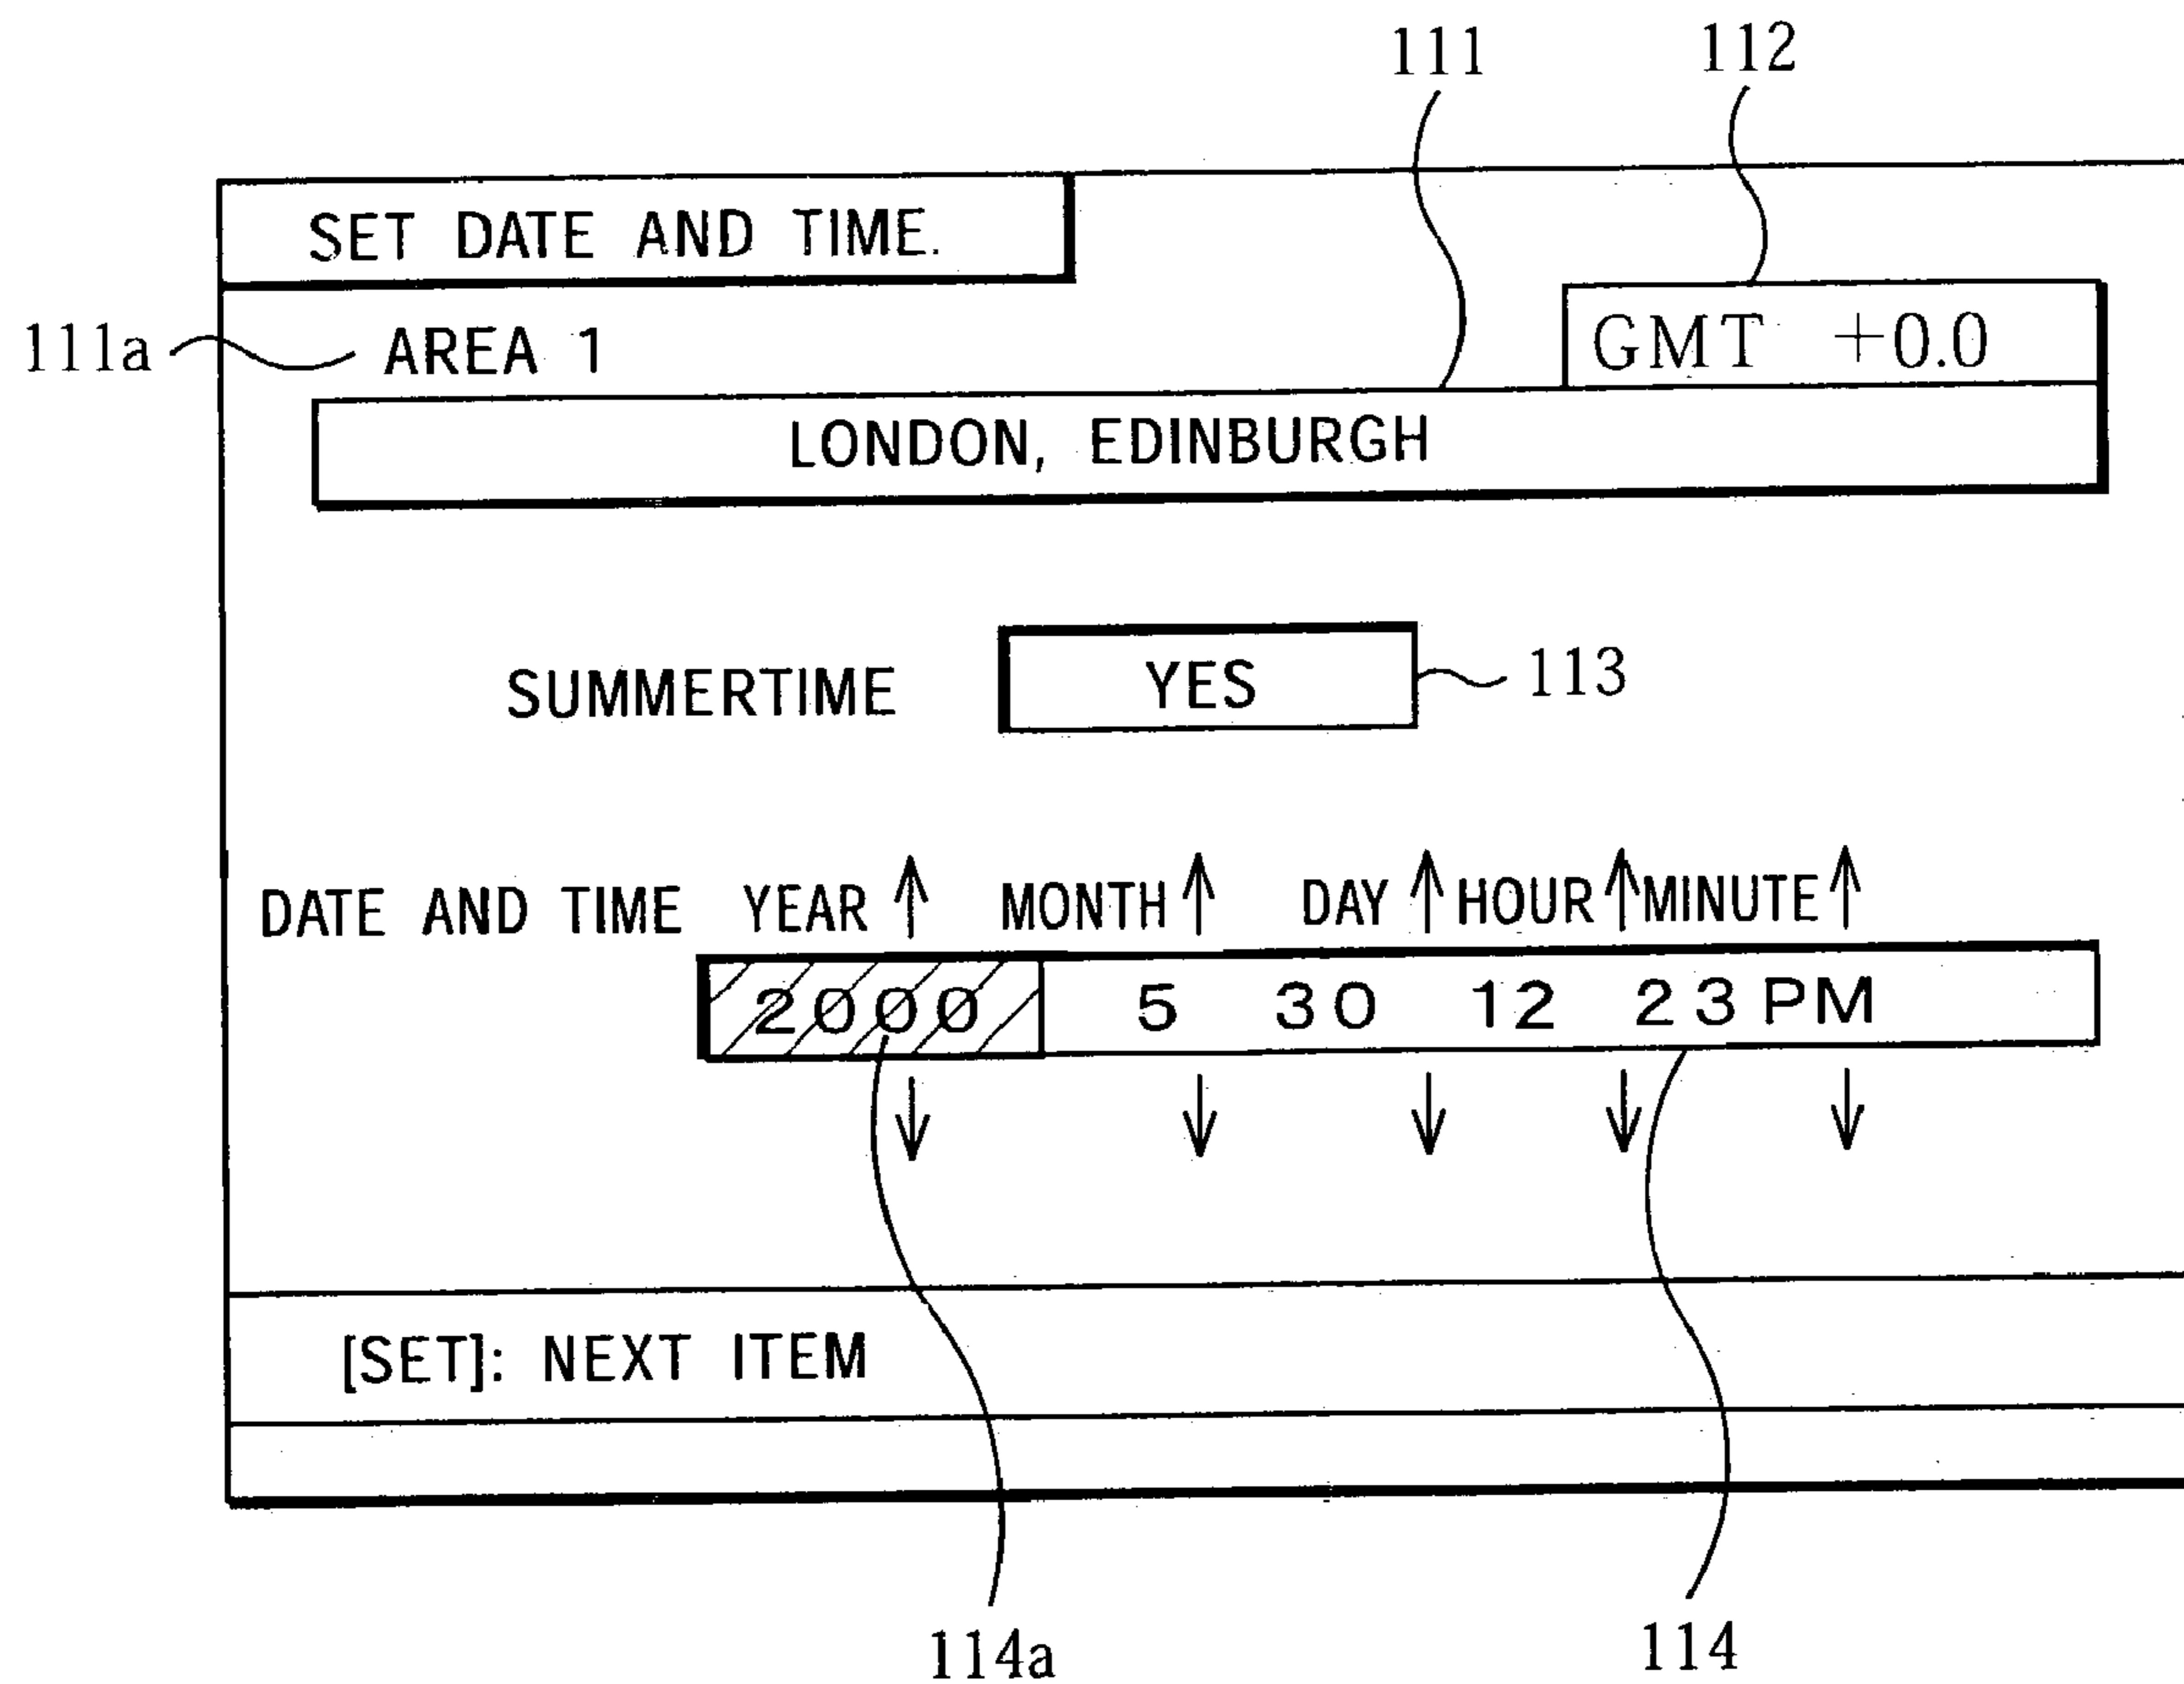 111 112
SET DATE AND TIME.
111a AREA 1 GMT +0.0
LONDON, EDINBURGH
SUMMERTIME YES 113
DATE AND TIME YEAR ↑ MONTH ↑ DAY ↑ HOUR ↑ MINUTE ↑
2000 5 30 12 23 PM
↓ ↓ ↓ ↓ ↓
[SET]: NEXT ITEM
114a 114